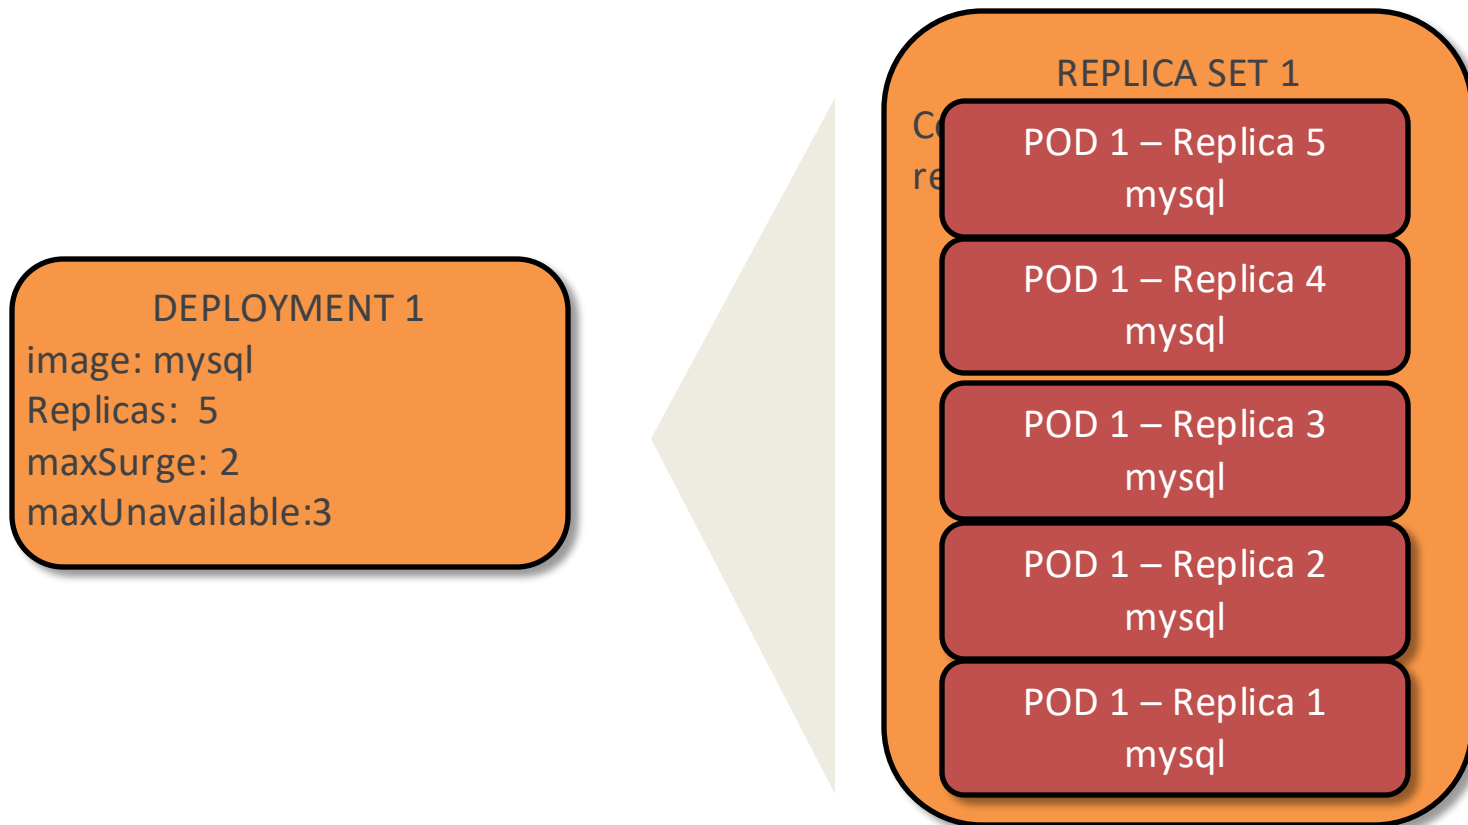 DEPLOYMENT 1
image: mysql
Replicas:  5
maxSurge: 2
maxUnavailable:3
REPLICA SET 1
POD 1 – Replica 5
mysql
POD 1 – Replica 4
mysql
POD 1 – Replica 3
mysql
POD 1 – Replica 2
mysql
POD 1 – Replica 1
mysql